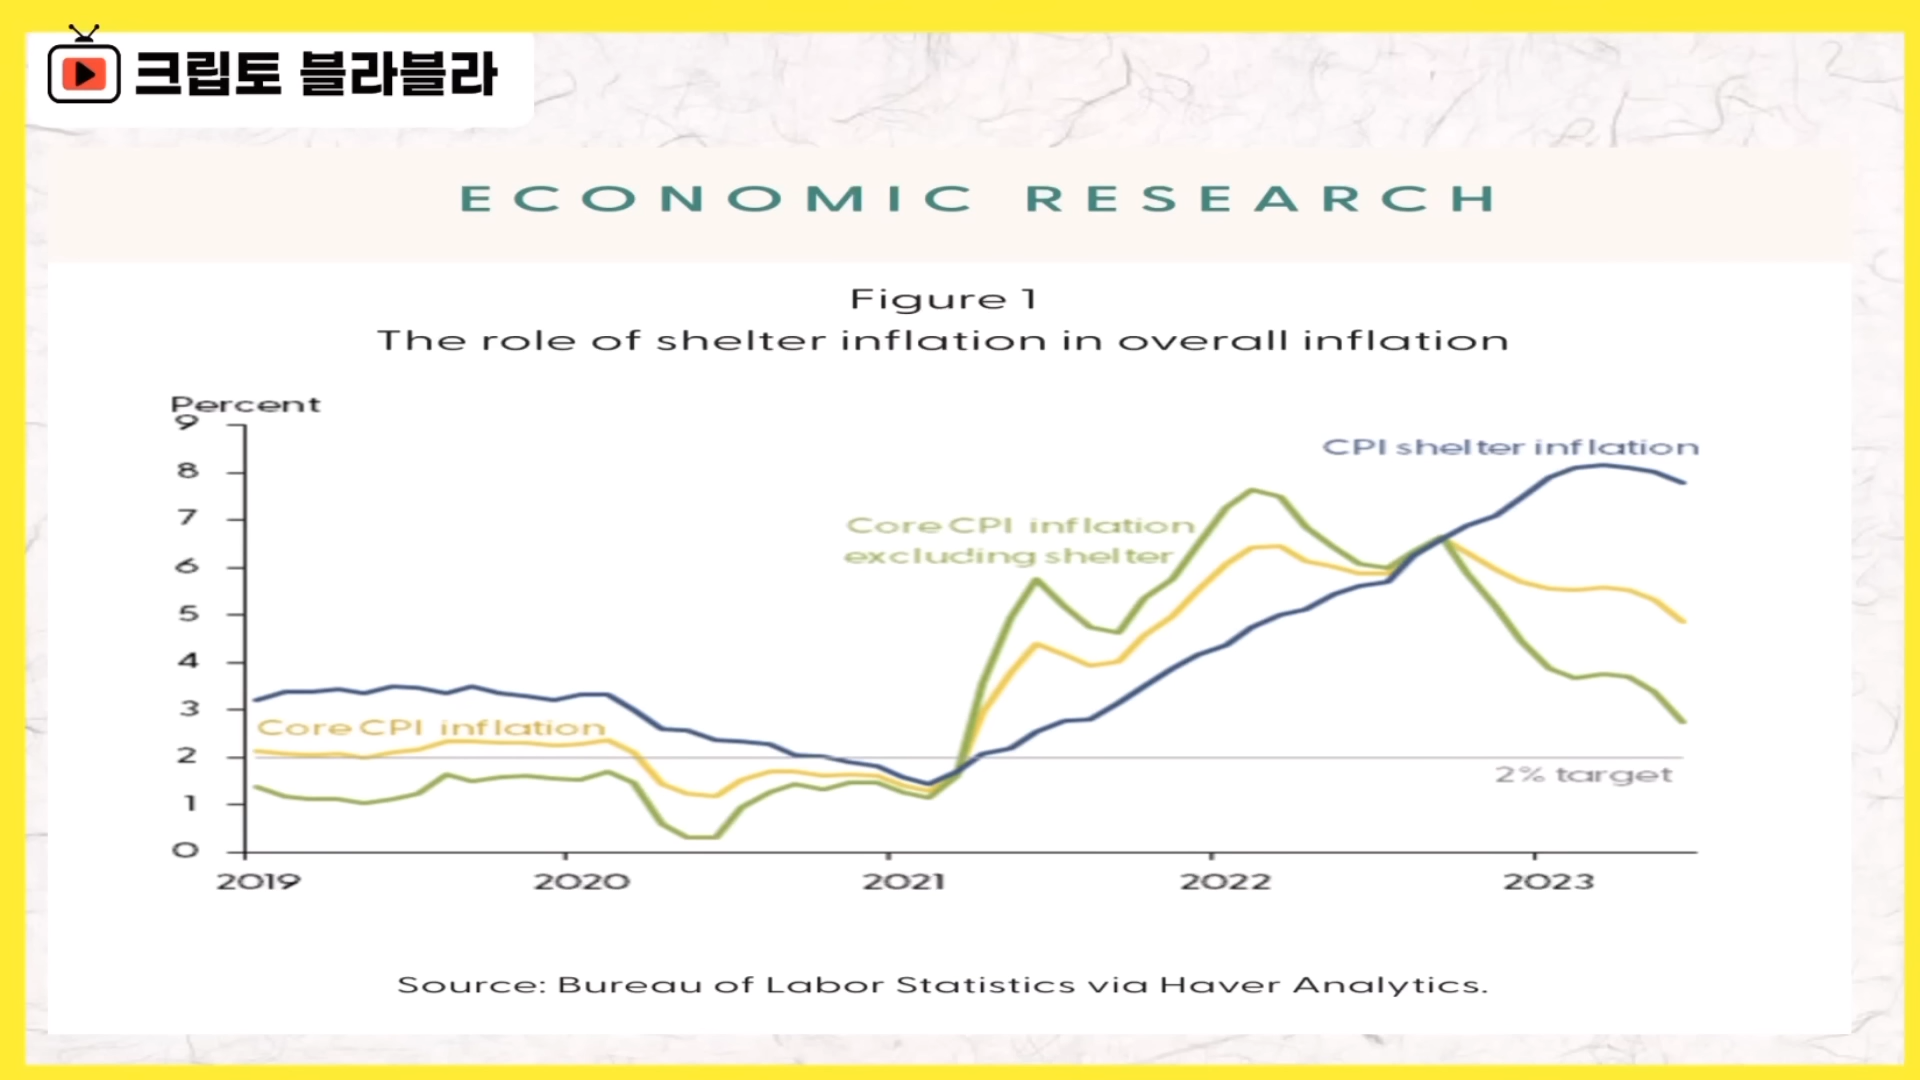 크립토 블라블라
ECONOMIC RESEARCH
Figure 1
The role of shelter inflation in overall inflation
Percent
9
8
7
6
5
4
3
2
1
0
CPI shelter inflation
Core CPI inflation
excluding shelter
Core CPI inflation
2% target
2019 2020 2021 2022 2023
Source: Bureau of Labor Statistics via Haver Analytics.